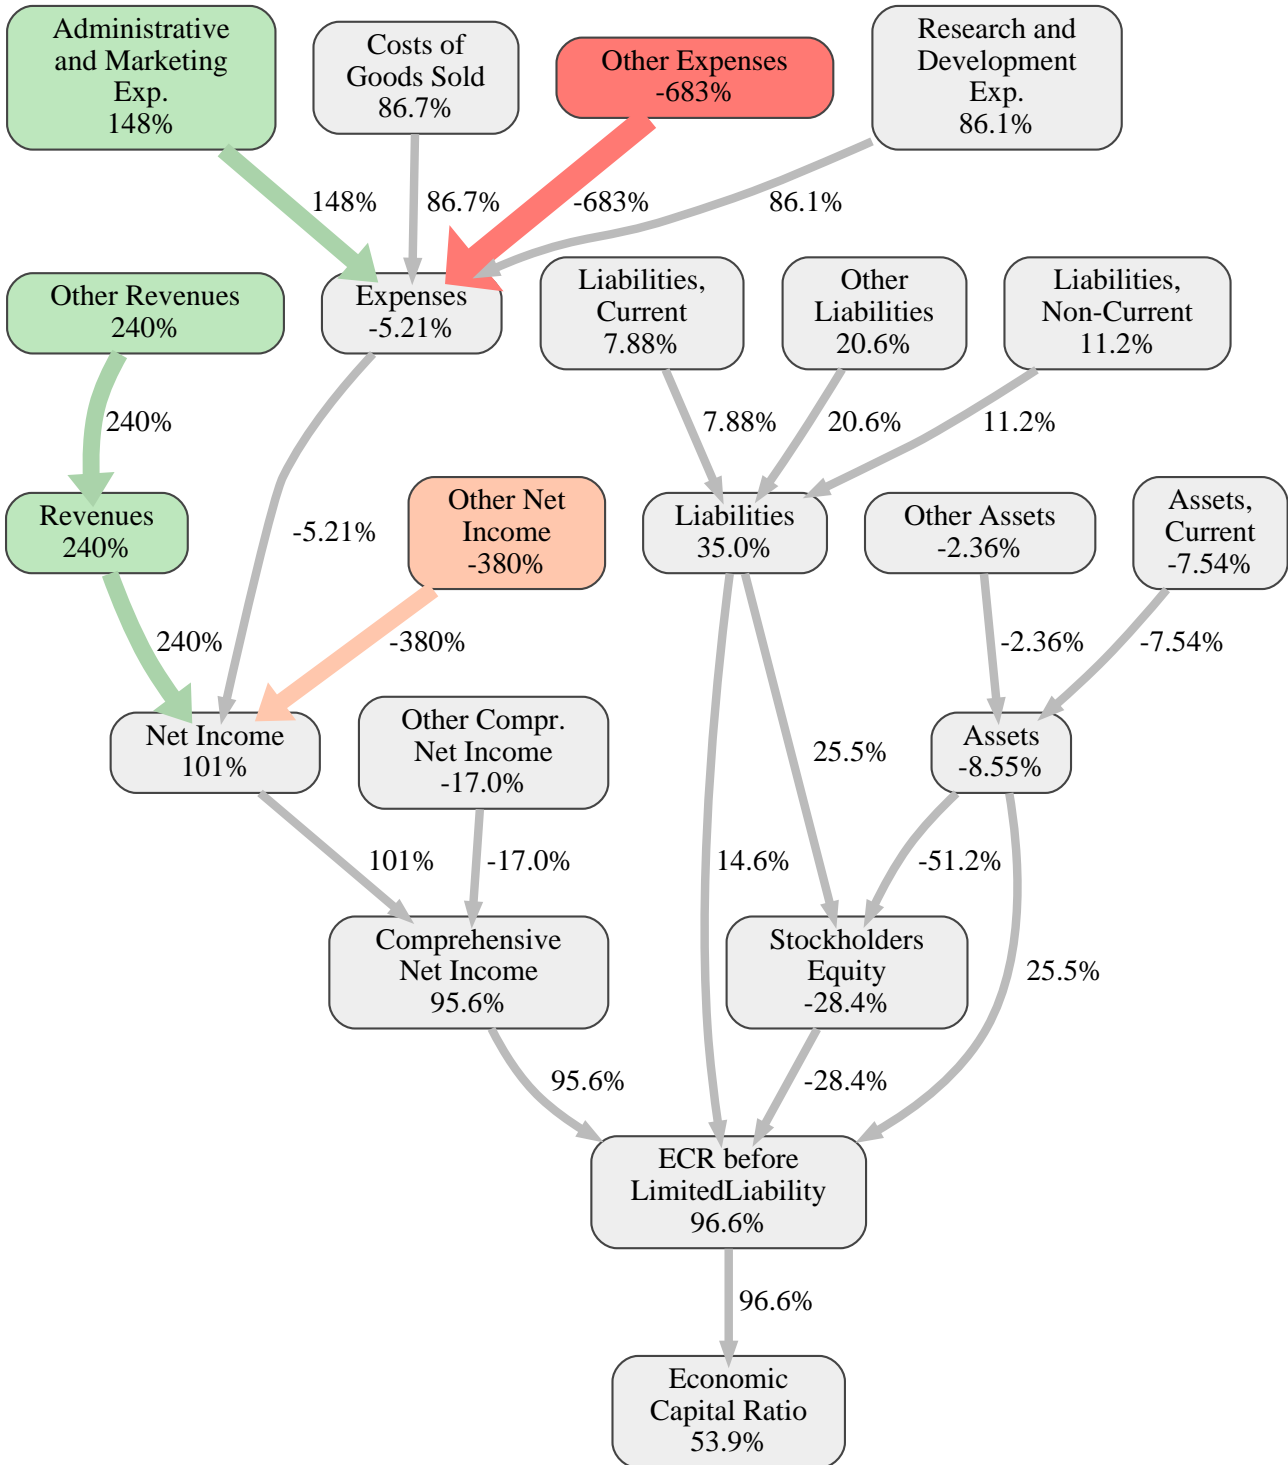 Administrative
and Marketing
Exp.
148%
Costs of
Goods Sold
86.7%
Other Expenses
-683%
Research and
Development
Exp.
86.1%
148%
86.7%
-683%
86.1%
Other Revenues
240%
Expenses
-5.21%
Liabilities,
Current
7.88%
Other
Liabilities
20.6%
Liabilities,
Non-Current
11.2%
240%
7.88%
20.6%
11.2%
Revenues
240%
-5.21%
Other Net
Income
-380%
Liabilities
35.0%
Other Assets
-2.36%
Assets,
Current
-7.54%
240%
-380%
-2.36%
-7.54%
Net Income
101%
Other Compr.
Net Income
-17.0%
25.5%
Assets
-8.55%
101%
-17.0%
14.6%
-51.2%
25.5%
Comprehensive
Net Income
95.6%
Stockholders
Equity
-28.4%
95.6%
-28.4%
ECR before
LimitedLiability
96.6%
96.6%
Economic
Capital Ratio
53.9%